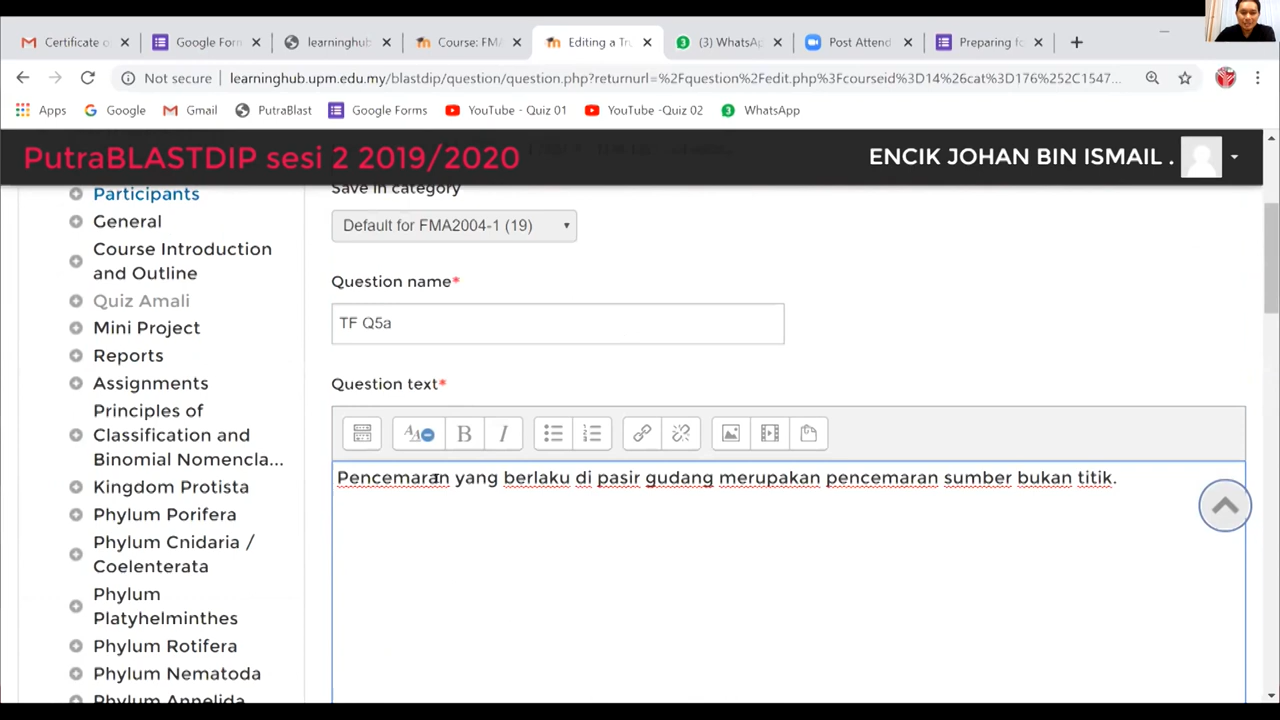 Certificate o
Google For
learninghub
Course: FMA
Editing a Tr
(3) WhatsA
Post Attend
Preparing fo
Not secure
learninghub.upm.edu.my/blastdip/question/question.php?returnurl=%2Fquestion%2Fedit.php%3Fcourseid%3D14%26cat%3D176%252C1547...
Apps
Google
Gmail
PutraBlast
Google Forms
YouTube - Quiz 01
YouTube -Quiz 02
WhatsApp
PutraBLASTDIP sesi 2 2019/2020
ENCIK JOHAN BIN ISMAIL .
Participants
General
Course Introduction
and Outline
Quiz Amali
Mini Project
Reports
Assignments
Principles of
Classification and
Binomial Nomencla...
Kingdom Protista
Phylum Porifera
Phylum Cnidaria /
Coelenterata
Phylum
Platyhelminthes
Phylum Rotifera
Phylum Nematoda
Phylum Annelida
Save in category
Default for FMA2004-1 (19)
Question name*
TF Q5a
Question text*
Pencemaran yang berlaku di pasir gudang merupakan pencemaran sumber bukan titik.